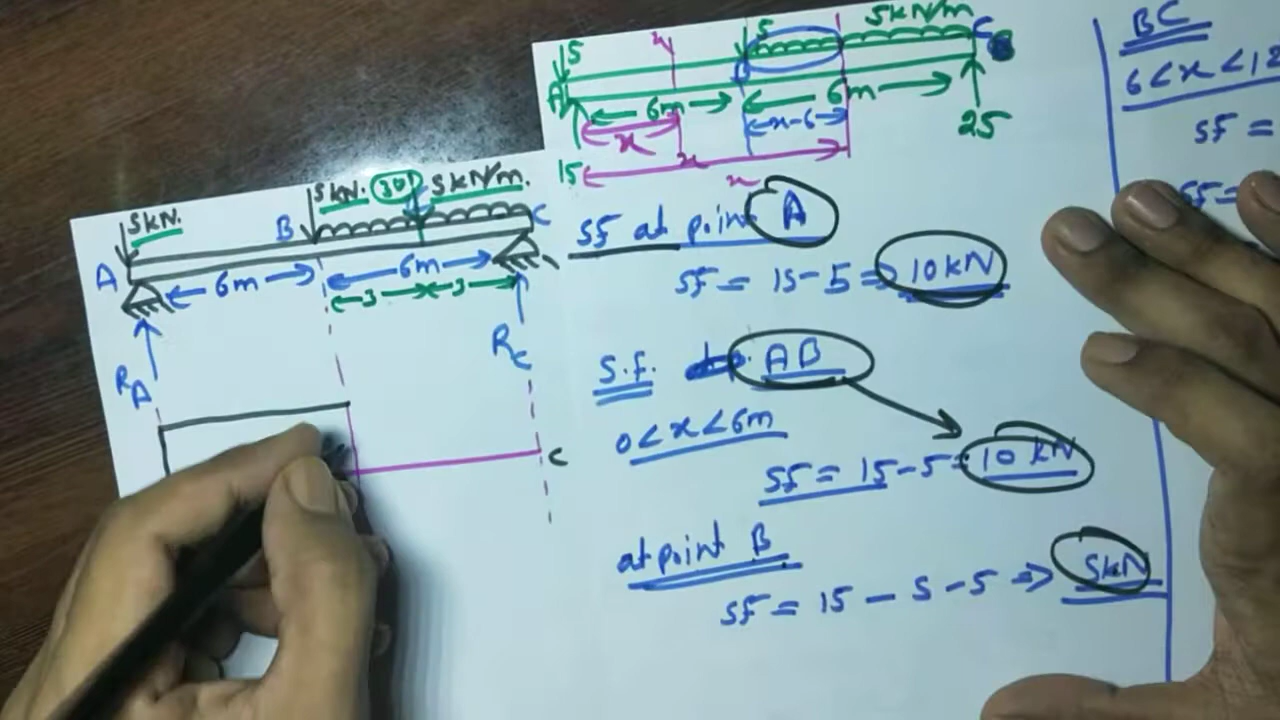 5kN.
5kN. 30 5kN/m.
A B C
6m 6m
3 3
RA RC
C
5 5 5kN/m C
A B
6m 6m
x x-6
x
15 25
SF at point A
SF = 15-5 = 10kN
S.F. AB
0<x<6m
SF = 15-5= 10 kN
at point B
SF = 15 - 5 -5 => 5kN
BC
6<x<12
SF =
SF=